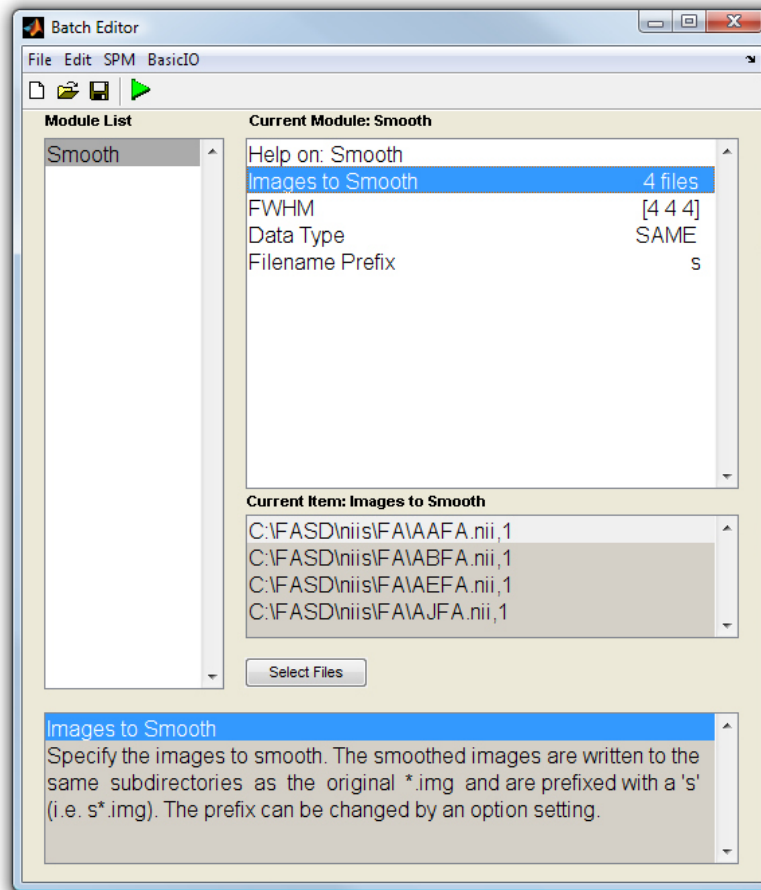 Batch Editor
File Edit SPM BasicIO
Module List
Current Module: Smooth
Smooth
Help on: Smooth
Images to Smooth 4 files
FWHM [4 4 4]
Data Type SAME
Filename Prefix s
Current Item: Images to Smooth
C:\FASD\niis\FA\AAFA.nii,1
C:\FASD\niis\FA\ABFA.nii,1
C:\FASD\niis\FA\AEFA.nii,1
C:\FASD\niis\FA\AJFA.nii,1
Select Files
Images to Smooth
Specify the images to smooth. The smoothed images are written to the
same subdirectories as the original *.img and are prefixed with a 's'
(i.e. s*.img). The prefix can be changed by an option setting.